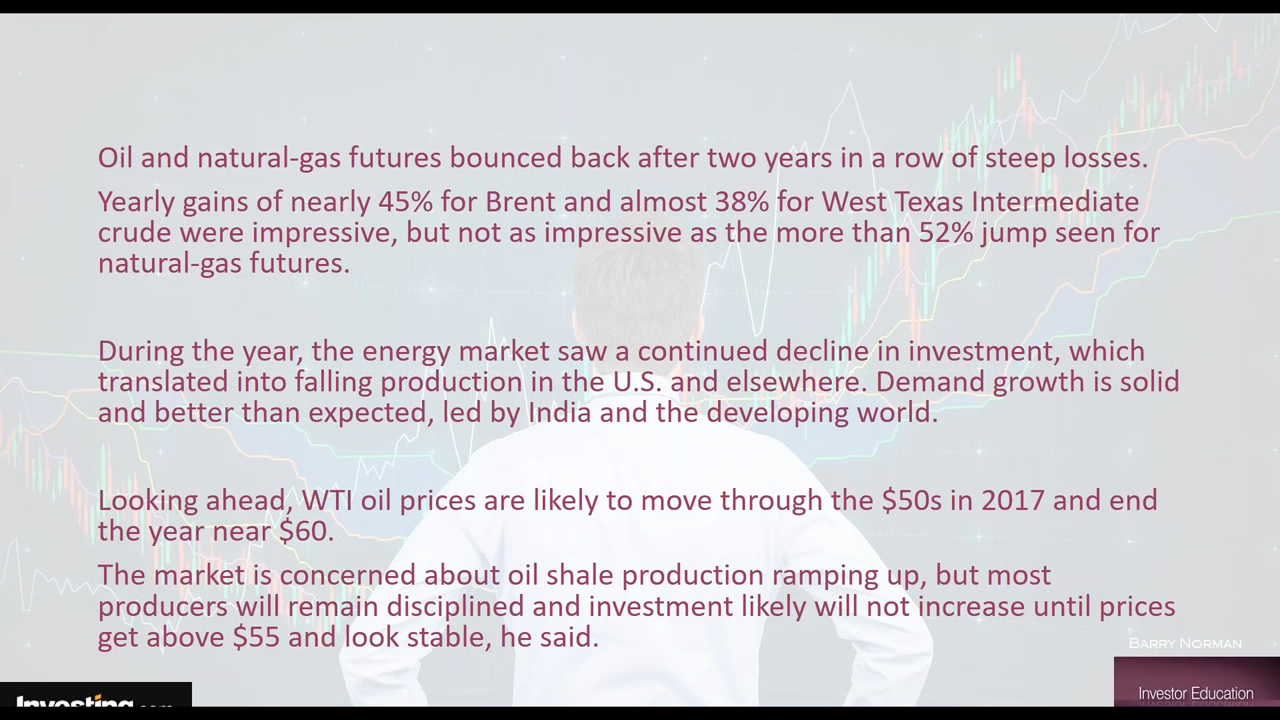 Oil and natural-gas futures bounced back after two years in a row of steep losses.
Yearly gains of nearly 45% for Brent and almost 38% for West Texas Intermediate
crude were impressive, but not as impressive as the more than 52% jump seen for
natural-gas futures.
During the year, the energy market saw a continued decline in investment, which
translated into falling production in the U.S. and elsewhere. Demand growth is solid
and better than expected, led by India and the developing world.
Looking ahead, WTI oil prices are likely to move through the $50s in 2017 and end
the year near $60.
The market is concerned about oil shale production ramping up, but most
producers will remain disciplined and investment likely will not increase until prices
get above $55 and look stable, he said.
BARRY NORMAN
Investing.com
Investor Education